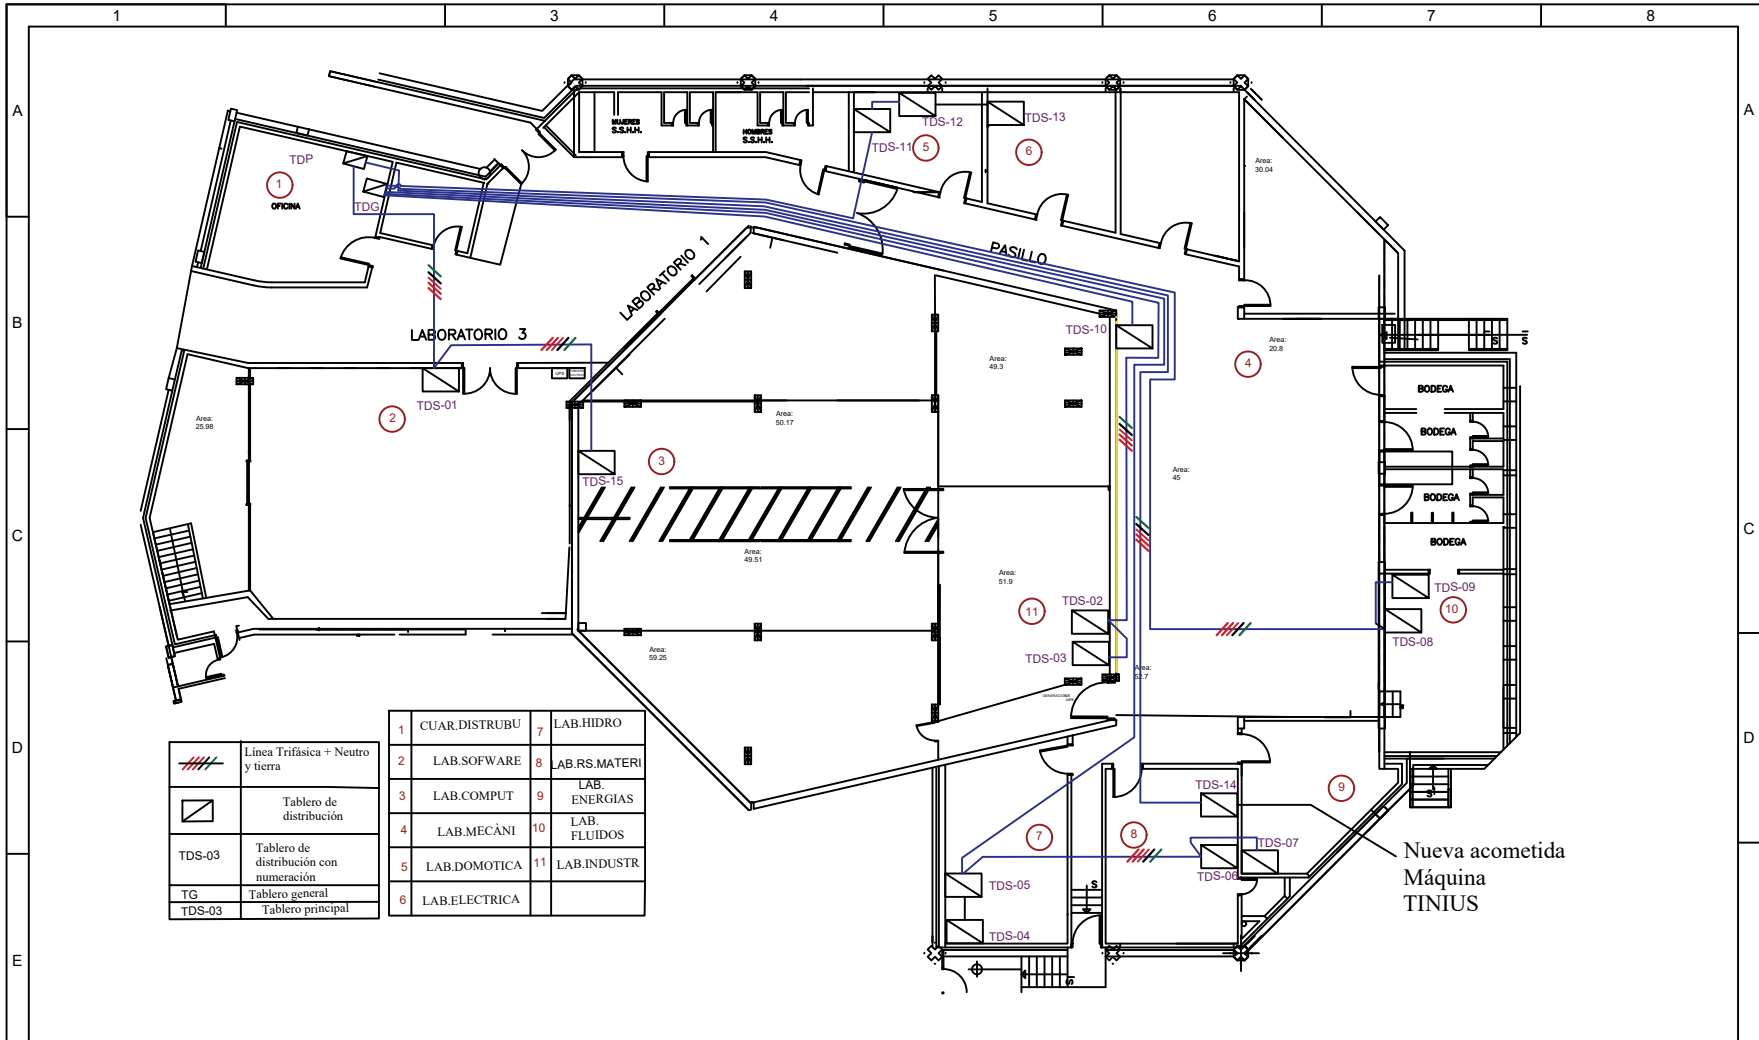 1 3 4 5 6 7 8
A
A
B
B
C
C
D
D
E
MUJERES
S.S.H.H.
HOMBRES
S.S.H.H.
TDS-12
TDS-13
TDS-11
5
6
TDP
1
OFICINA
TDG
Area:
30.04
PASILLO
LABORATORIO 1
LABORATORIO 3
TDS-10
UPS
Area:
20.8
4
Area:
49.3
S
S
BODEGA
BODEGA
BODEGA
BODEGA
TDS-01
2
Area:
25.98
Area:
50.17
3
TDS-15
Area:
45
Area:
49.51
Area:
51.9
11
TDS-02
TDS-03
TDS-09
10
TDS-08
Area:
59.25
Area:
52.7
TDS-14
9
S
7
8
TDS-07
TDS-06
TDS-05
TDS-04
S
S
Nueva acometida
Máquina
TINIUS
Línea Trifásica + Neutro
y tierra
Tablero de
distribución
TDS-03 Tablero de
distribución con
numeración
TG Tablero general
TDS-03 Tablero principal
1 CUAR.DISTRUBU 7 LAB.HIDRO
2 LAB.SOFWARE 8 LAB.RS.MATERI
3 LAB.COMPUT 9 LAB.
ENERGIAS
4 LAB.MECÀNI 10 LAB.
FLUIDOS
5 LAB.DOMOTICA 11 LAB.INDUSTR
6 LAB.ELECTRICA